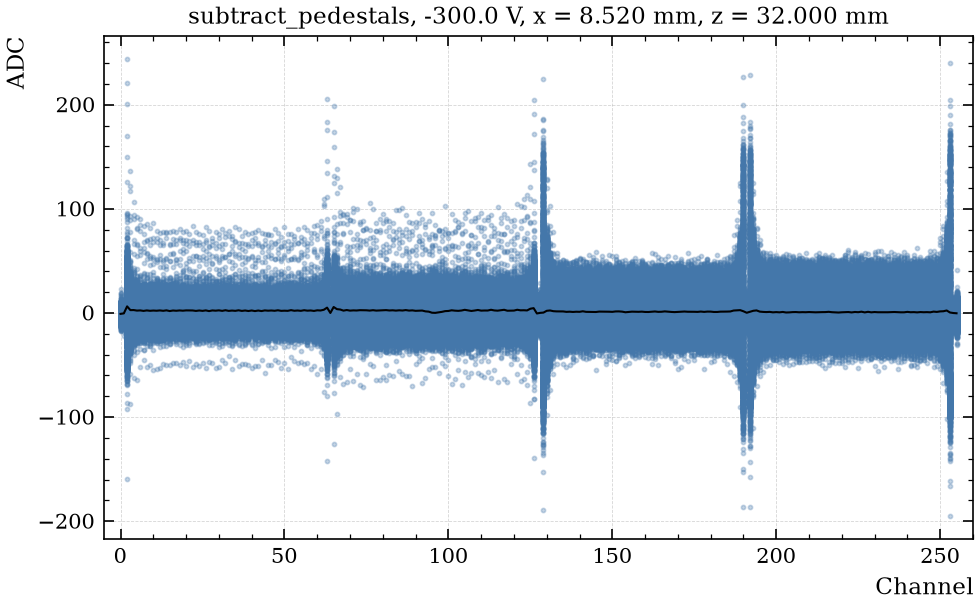 subtract_pedestals, -300.0 V, x = 8.520 mm, z = 32.000 mm
ADC
200
100
0
−100
−200
0 50 100 150 200 250
Channel